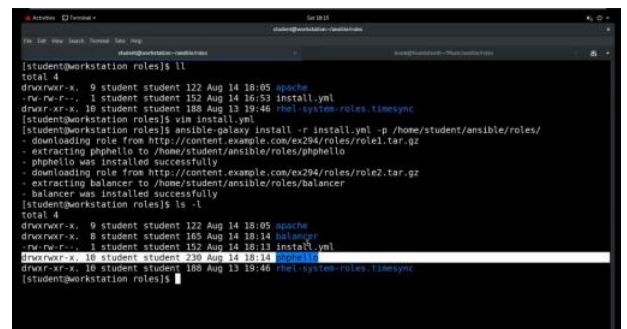 Activities Terminal Sat 18:15
student@workstation:~/ansible/roles
File Edit View Search Terminal Tabs Help
student@workstation:~/ansible/roles
[student@workstation roles]$ ll
total 4
drwxrwxr-x. 9 student student 122 Aug 14 18:05 apache
-rw-rw-r--. 1 student student 152 Aug 14 16:53 install.yml
drwxr-xr-x. 10 student student 188 Aug 13 19:46 rhel-system-roles.timesync
[student@workstation roles]$ vim install.yml
[student@workstation roles]$ ansible-galaxy install -r install.yml -p /home/student/ansible/roles/
- downloading role from http://content.example.com/ex294/roles/role1.tar.gz
- extracting phphello to /home/student/ansible/roles/phphello
- phphello was installed successfully
- downloading role from http://content.example.com/ex294/roles/role2.tar.gz
- extracting balancer to /home/student/ansible/roles/balancer
- balancer was installed successfully
[student@workstation roles]$ ls -l
total 4
drwxrwxr-x. 9 student student 122 Aug 14 18:05 apache
drwxrwxr-x. 8 student student 165 Aug 14 18:14 balancer
-rw-rw-r--. 1 student student 152 Aug 14 18:13 install.yml
drwxrwxr-x. 10 student student 230 Aug 14 18:14 phphello
drwxr-xr-x. 10 student student 188 Aug 13 19:46 rhel-system-roles.timesync
[student@workstation roles]$